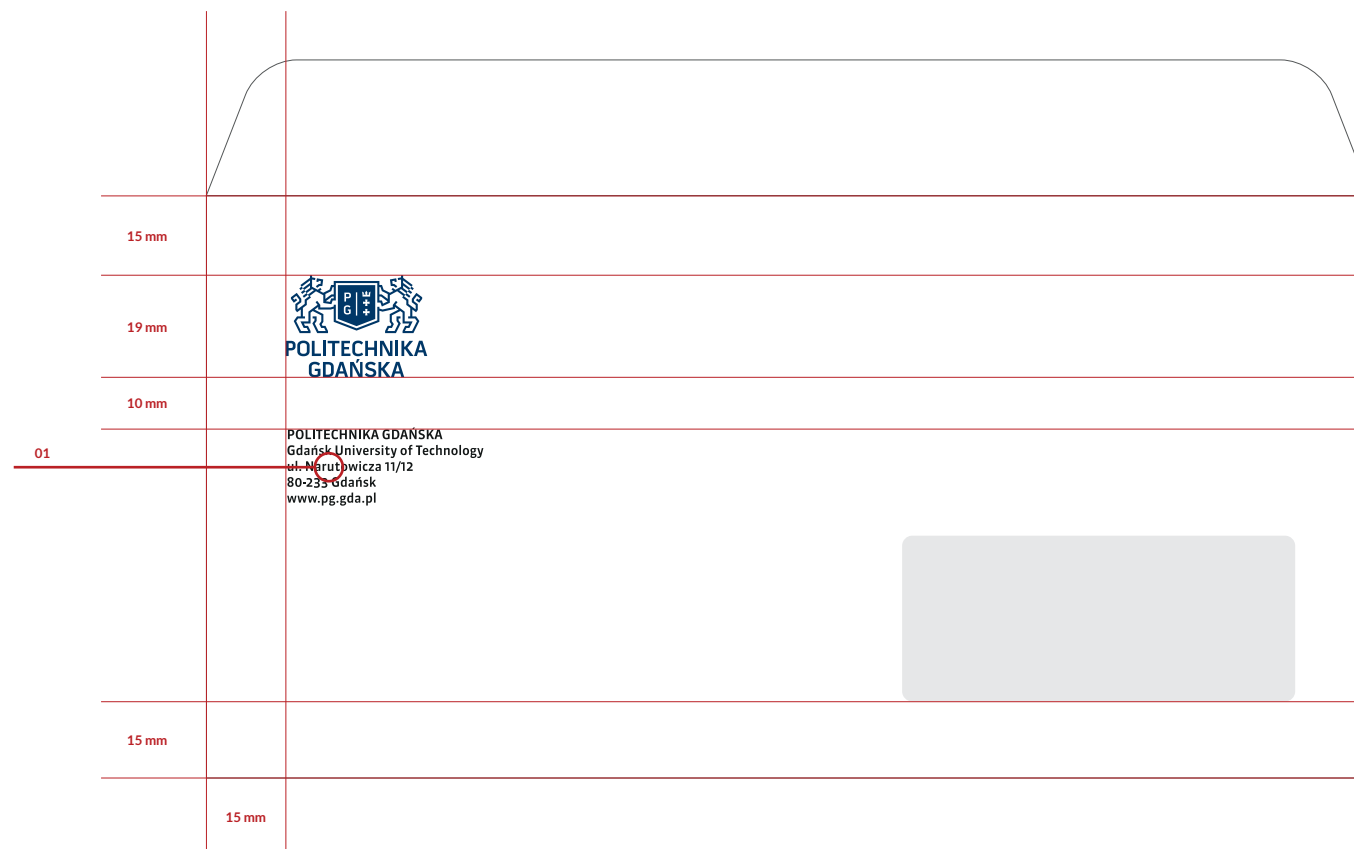 15 mm
19 mm
P
G
POLITECHNIKA
GDAŃSKA
10 mm
01
POLITECHNIKA GDAŃSKA
Gdańsk University of Technology
ul. Narutowicza 11/12
80-233 Gdańsk
www.pg.gda.pl
15 mm
15 mm